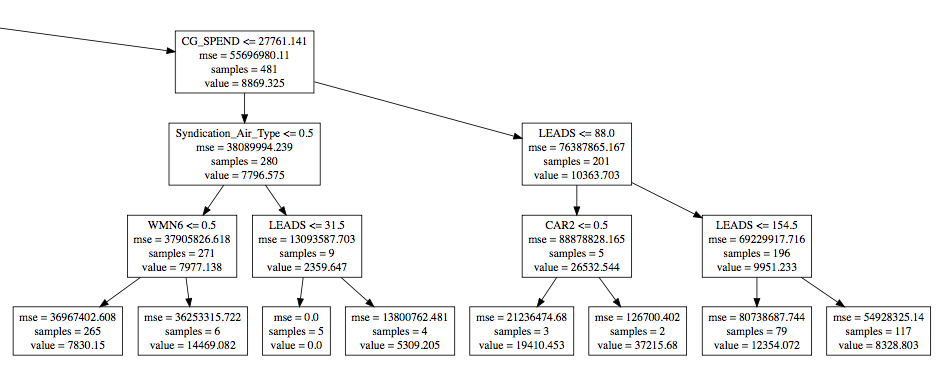 CG_SPEND <= 27761.141
mse = 55696980.11
samples = 481
value = 8869.325
Syndication_Air_Type <= 0.5
mse = 38089994.239
samples = 280
value = 7796.575
LEADS <= 88.0
mse = 76387865.167
samples = 201
value = 10363.703
WMN6 <= 0.5
mse = 37905826.618
samples = 271
value = 7977.138
LEADS <= 31.5
mse = 13093587.703
samples = 9
value = 2359.647
CAR2 <= 0.5
mse = 88878828.165
samples = 5
value = 26532.544
LEADS <= 154.5
mse = 69229917.716
samples = 196
value = 9951.233
mse = 36967402.608
samples = 265
value = 7830.15
mse = 36253315.722
samples = 6
value = 14469.082
mse = 0.0
samples = 5
value = 0.0
mse = 13800762.481
samples = 4
value = 5309.205
mse = 21236474.68
samples = 3
value = 19410.453
mse = 126700.402
samples = 2
value = 37215.68
mse = 80738687.744
samples = 79
value = 12354.072
mse = 54928325.14
samples = 117
value = 8328.803